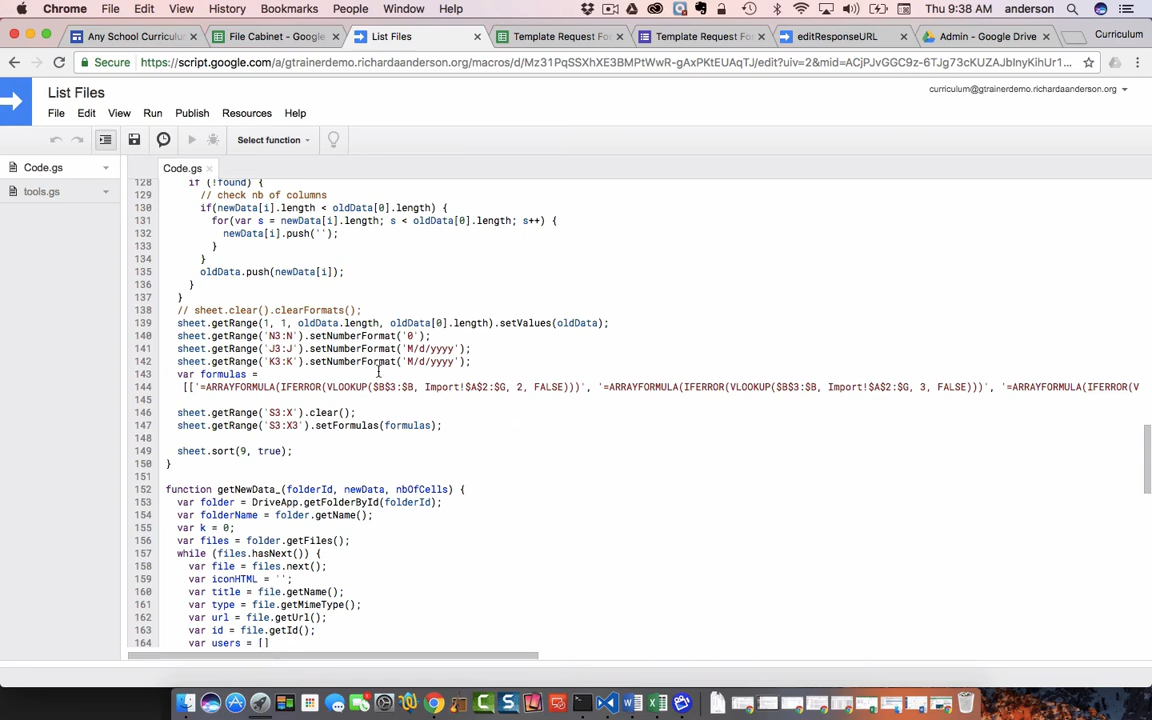 Chrome File Edit View History Bookmarks People Window Help Thu 9:38 AM anderson
Any School Curriculum File Cabinet - Google List Files Template Request Fo Template Request For editResponseURL Admin - Google Drive Curriculum
Secure https://script.google.com/a/gtrainerdemo.richardaanderson.org/macros/d/
List Files
curriculum@gtrainerdemo.richardaanderson.org
File Edit View Run Publish Resources Help
Select function
Code.gs
tools.gs
Code.gs
128 if (!found) {
129 // check nb of columns
130 if(newData[i].length < oldData[0].length) {
131 for(var s = newData[i].length; s < oldData[0].length; s++) {
132 newData[i].push('');
133 }
134 }
135 oldData.push(newData[i]);
136 }
137 }
138 // sheet.clear().clearFormats();
139 sheet.getRange(1, 1, oldData.length, oldData[0].length).setValues(oldData);
140 sheet.getRange('N3:N').setNumberFormat('0');
141 sheet.getRange('J3:J').setNumberFormat('M/d/yyyy');
142 sheet.getRange('K3:K').setNumberFormat('M/d/yyyy');
143 var formulas =
144 [['=ARRAYFORMULA(IFERROR(VLOOKUP($B$3:$B, Import!$A$2:$G, 2, FALSE)))', '=ARRAYFORMULA(IFERROR(VLOOKUP($B$3:$B, Import!$A$2:$G, 3, FALSE)))', '=ARRAYFORMULA(IFERROR(V
145
146 sheet.getRange('S3:X').clear();
147 sheet.getRange('S3:X3').setFormulas(formulas);
148
149 sheet.sort(9, true);
150 }
151
152 function getNewData_(folderId, newData, nbOfCells) {
153 var folder = DriveApp.getFolderById(folderId);
154 var folderName = folder.getName();
155 var k = 0;
156 var files = folder.getFiles();
157 while (files.hasNext()) {
158 var file = files.next();
159 var iconHTML = '';
160 var title = file.getName();
161 var type = file.getMimeType();
162 var url = file.getUrl();
163 var id = file.getId();
164 var users = []